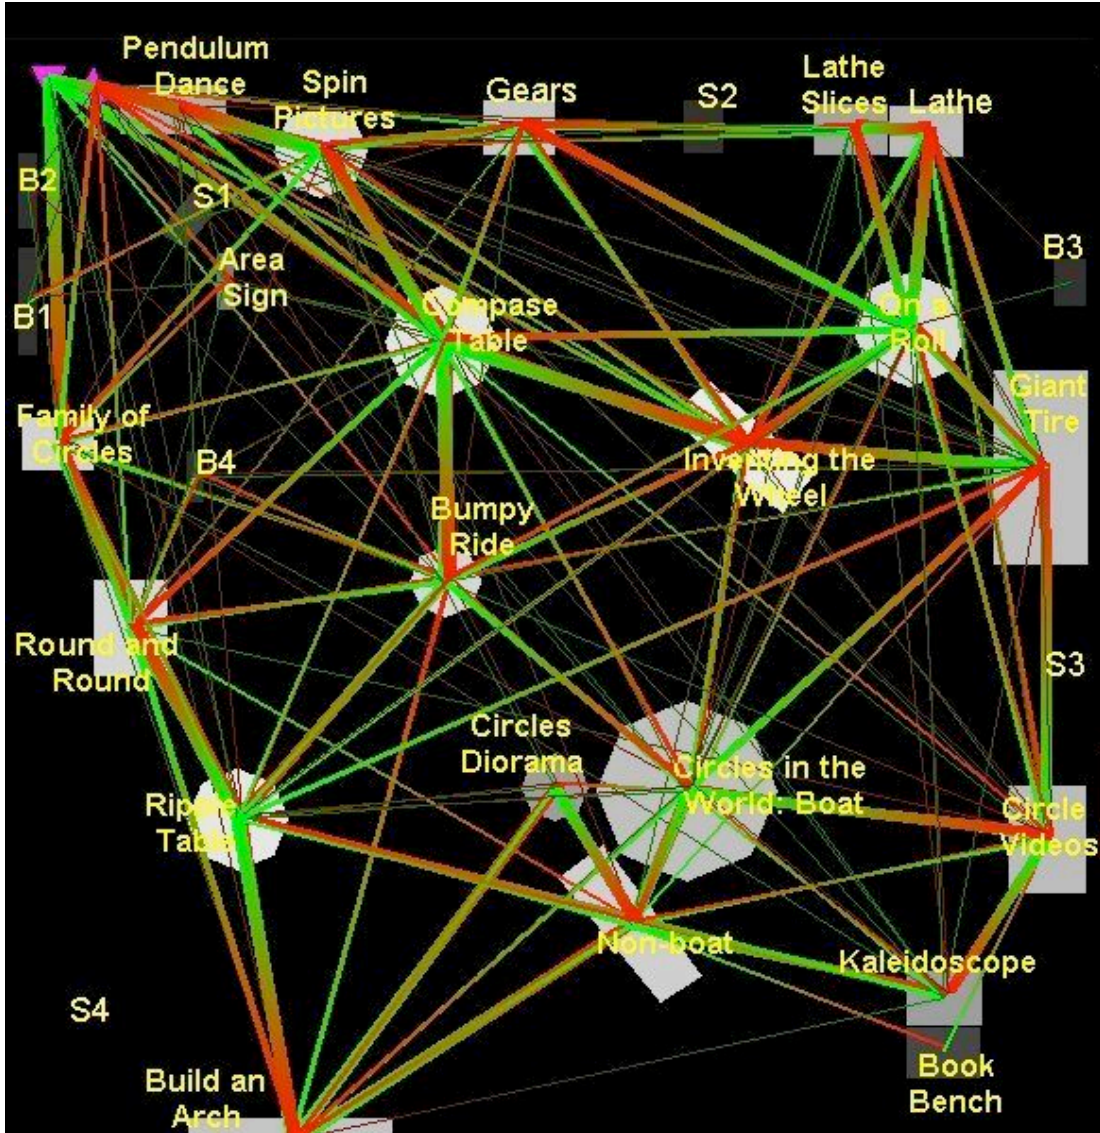 Pendulum
Dance
Spin
Pictures
Gears
S2
Lathe
Slices
Lathe
B2
S1
Area
Sign
B3
B1
Compase
Table
On a
Roll
Giant
Tire
Family of
Circles
B4
Inventing the
Wheel
Bumpy
Ride
Round and
Round
S3
Circles
Diorama
Circles in the
World: Boat
Ripple
Table
Circle
Videos
Non-boat
Kaleidoscope
S4
Build an
Arch
Book
Bench